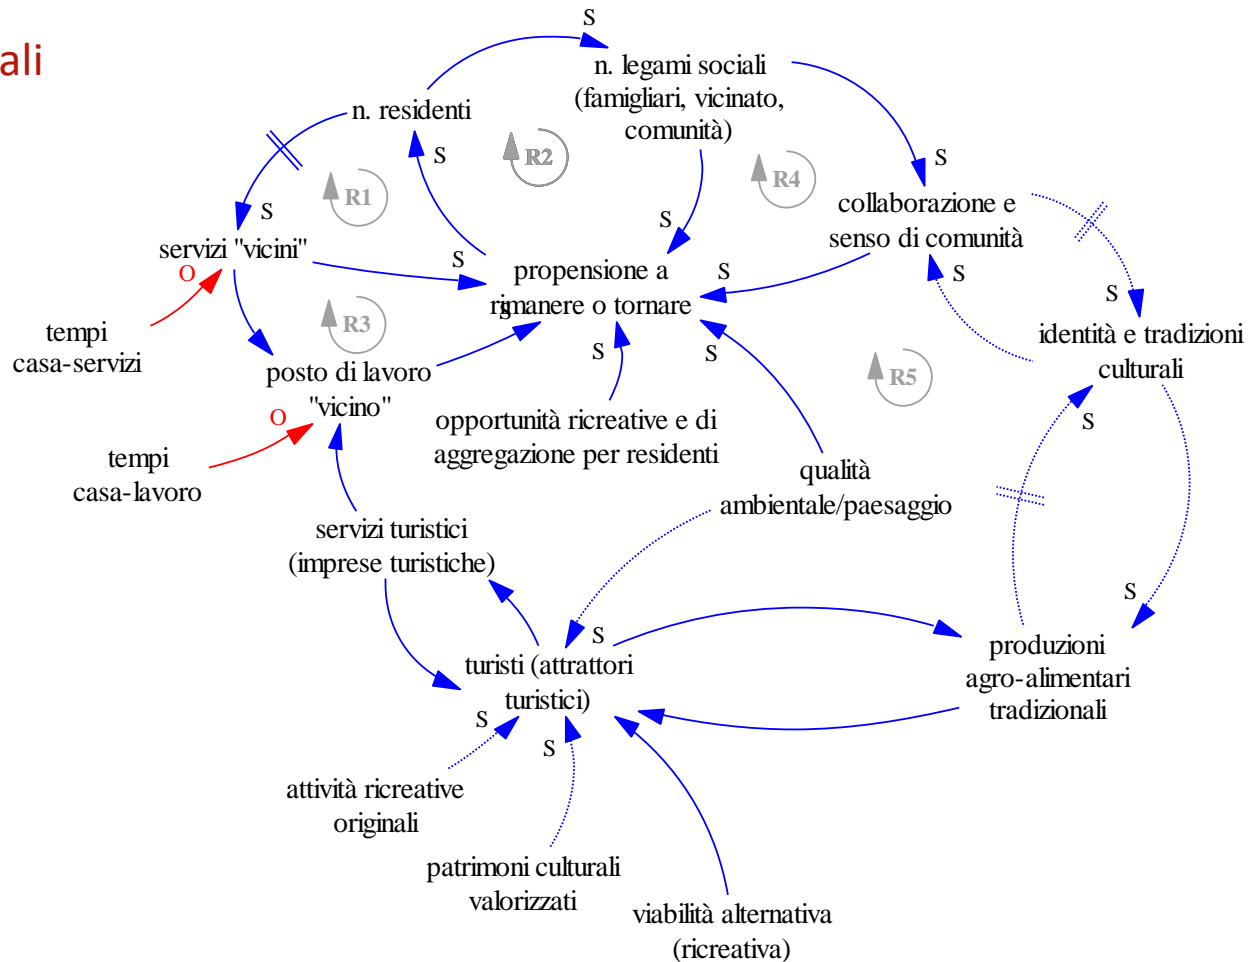 ali
S
n. legami sociali
(famigliari, vicinato,
comunità)
n. residenti
S
R2
S
R4
R1
S
collaborazione e
senso di comunità
S
S
servizi "vicini"
O
S
propensione a
rimanere o tornare
S
S
S
S
tempi
casa-servizi
R3
identità e tradizioni
culturali
S
S
posto di lavoro
"vicino"
R5
O
opportunità ricreative e di
aggregazione per residenti
S
tempi
casa-lavoro
qualità
ambientale/paesaggio
servizi turistici
(imprese turistiche)
S
S
turisti (attrattori
turistici)
produzioni
agro-alimentari
tradizionali
S
S
attività ricreative
originali
patrimoni culturali
valorizzati
viabilità alternativa
(ricreativa)